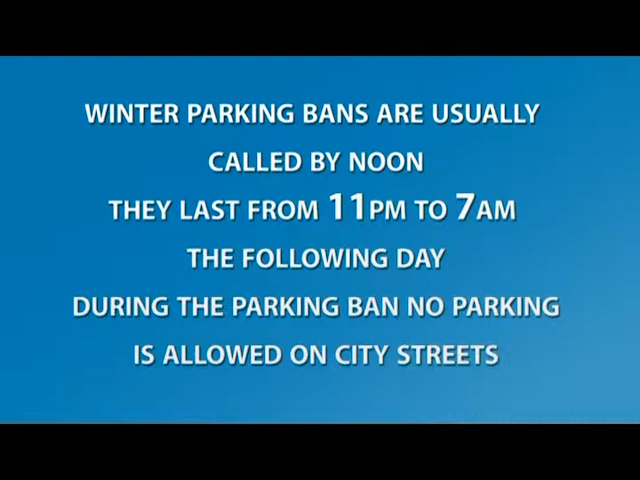 WINTER PARKING BANS ARE USUALLY
CALLED BY NOON
THEY LAST FROM 11PM TO 7AM
THE FOLLOWING DAY
DURING THE PARKING BAN NO PARKING
IS ALLOWED ON CITY STREETS